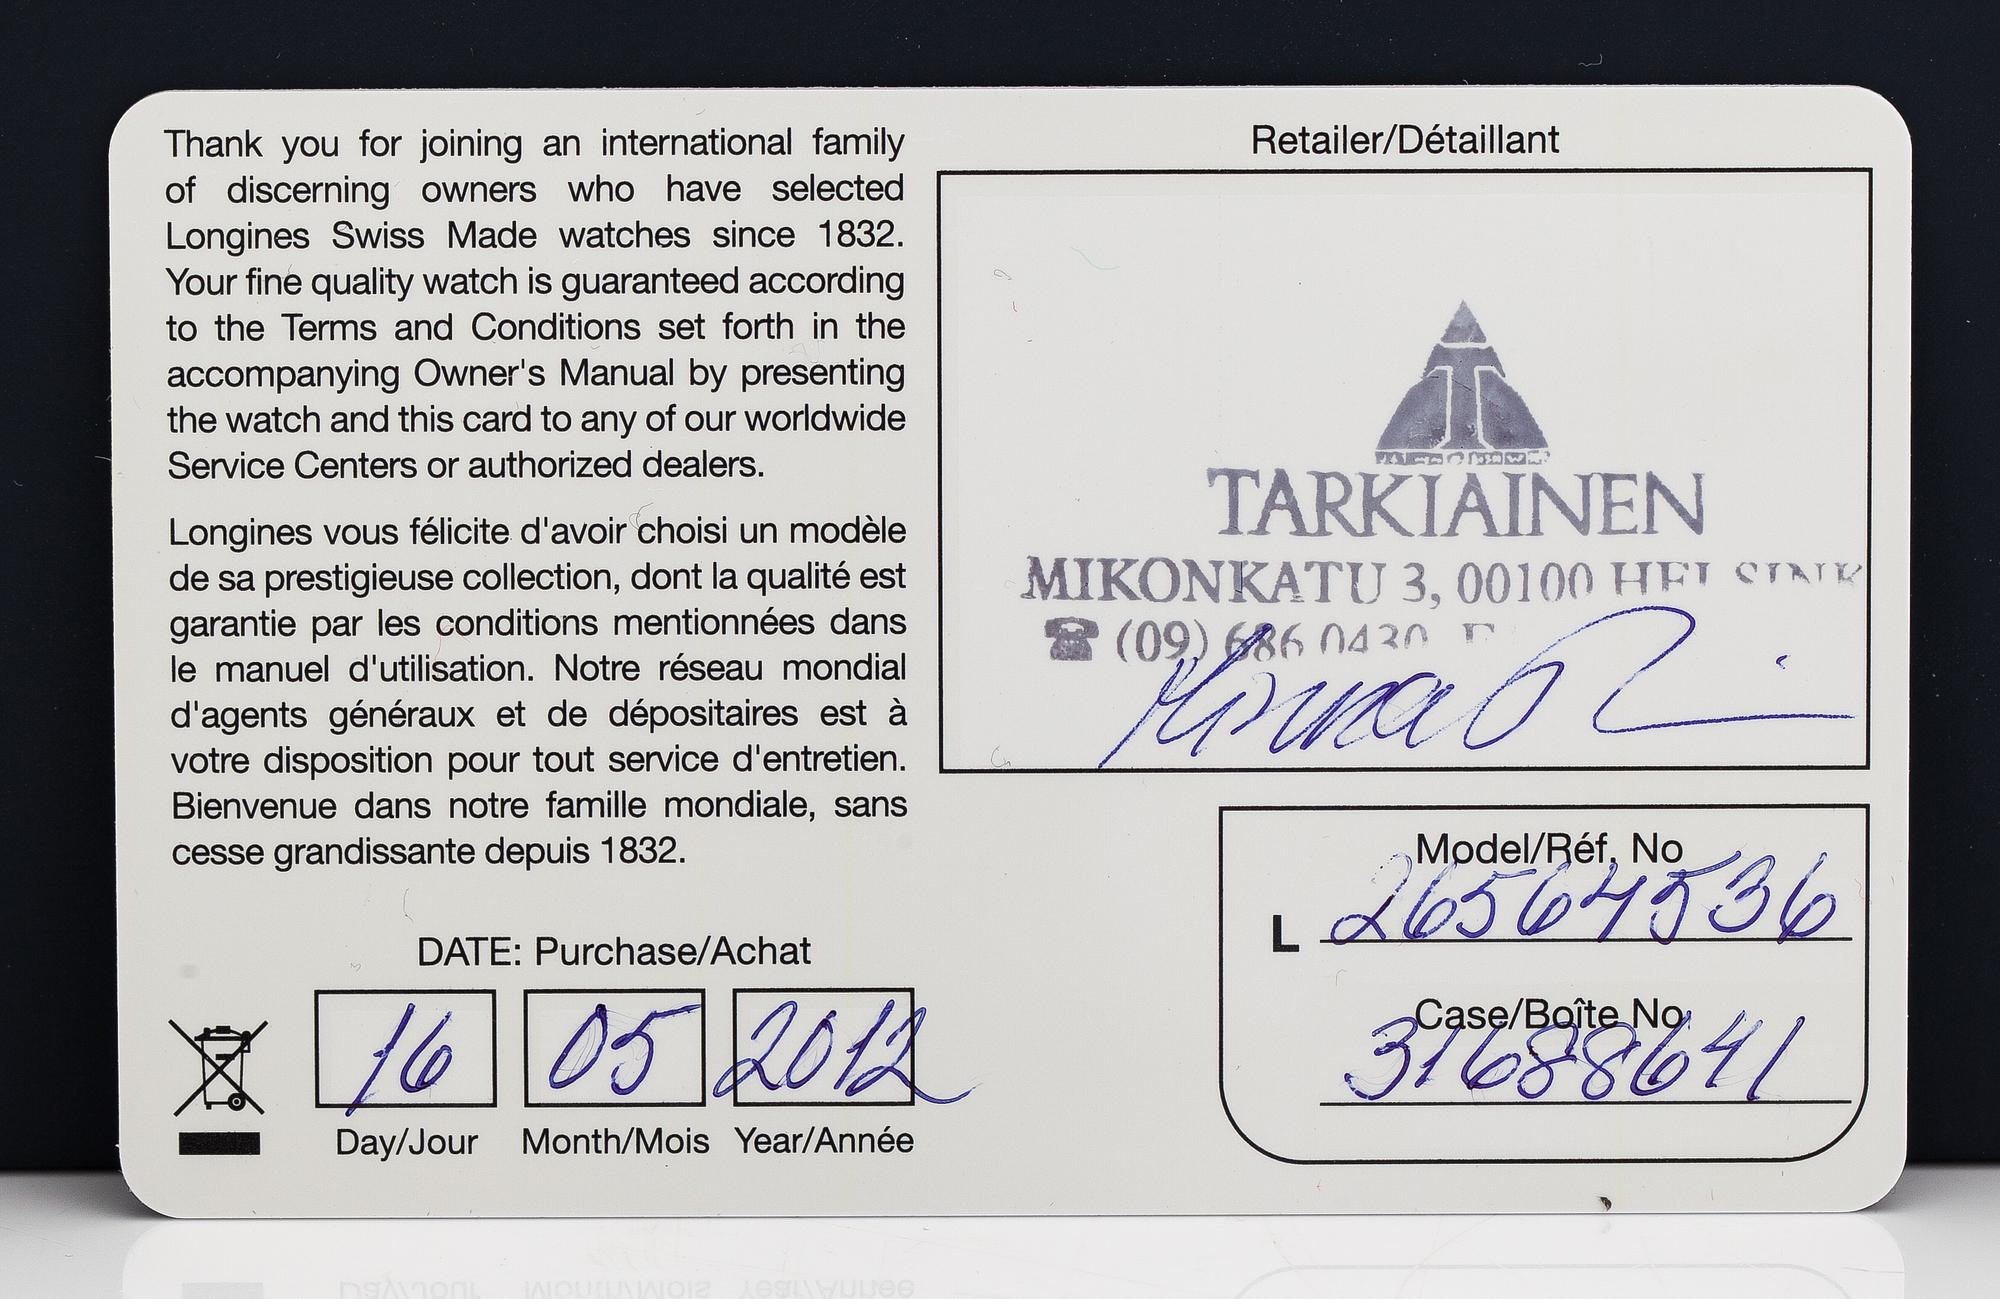 Thank you for joining an international family
of discerning owners who have selected
Longines Swiss Made watches since 1832.
Your fine quality watch is guaranteed according
to the Terms and Conditions set forth in the
accompanying Owner's Manual by presenting
the watch and this card to any of our worldwide
Service Centers or authorized dealers.
Longines vous félicite d'avoir choisi un modèle
de sa prestigieuse collection, dont la qualité est
garantie par les conditions mentionnées dans
le manuel d'utilisation. Notre réseau mondial
d'agents généraux et de dépositaires est à
votre disposition pour tout service d'entretien.
Bienvenue dans notre famille mondiale, sans
cesse grandissante depuis 1832.
DATE: Purchase/Achat
16 05 2012
Day/Jour Month/Mois Year/Année
Retailer/Détaillant
TARKIAINEN
MIKONKATU 3, 00100 HELSINK
(09) 686 0430
Model/Réf. No
L 26564536
Case/Boîte No
31688641